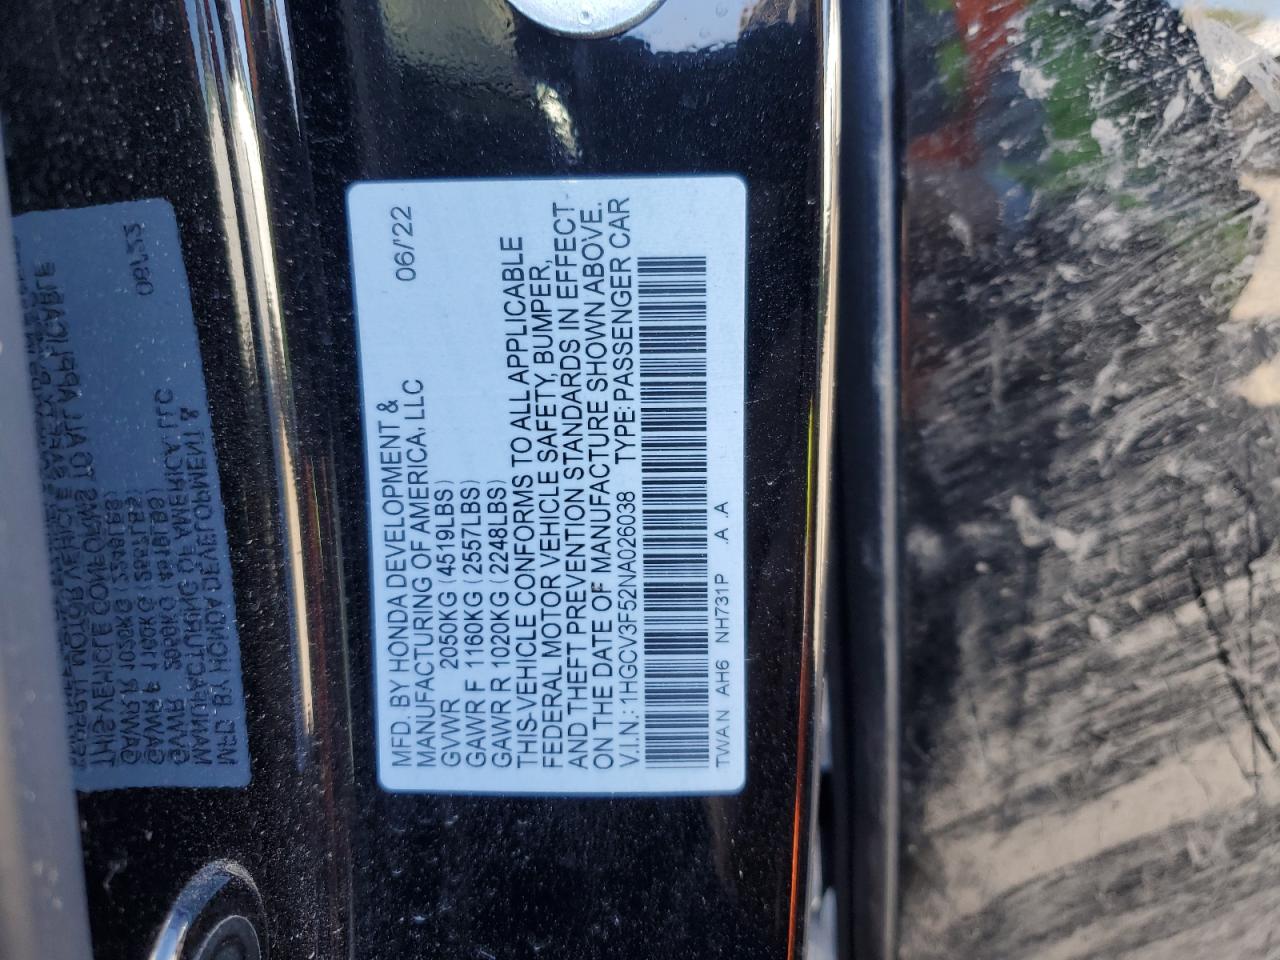 MFD. BY HONDA DEVELOPMENT &
MANUFACTURING OF AMERICA, LLC 06/'22
GVWR 2050KG (4519LBS)
GAWR F 1160KG (2557LBS)
GAWR R 1020KG (2248LBS)
THIS VEHICLE CONFORMS TO ALL APPLICABLE
FEDERAL MOTOR VEHICLE SAFETY, BUMPER,
AND THEFT PREVENTION STANDARDS IN EFFECT
ON THE DATE OF MANUFACTURE SHOWN ABOVE.
V.I.N.: 1HGCV3F52NA026038 TYPE: PASSENGER CAR
TWAN AH6 NH731P .A .A